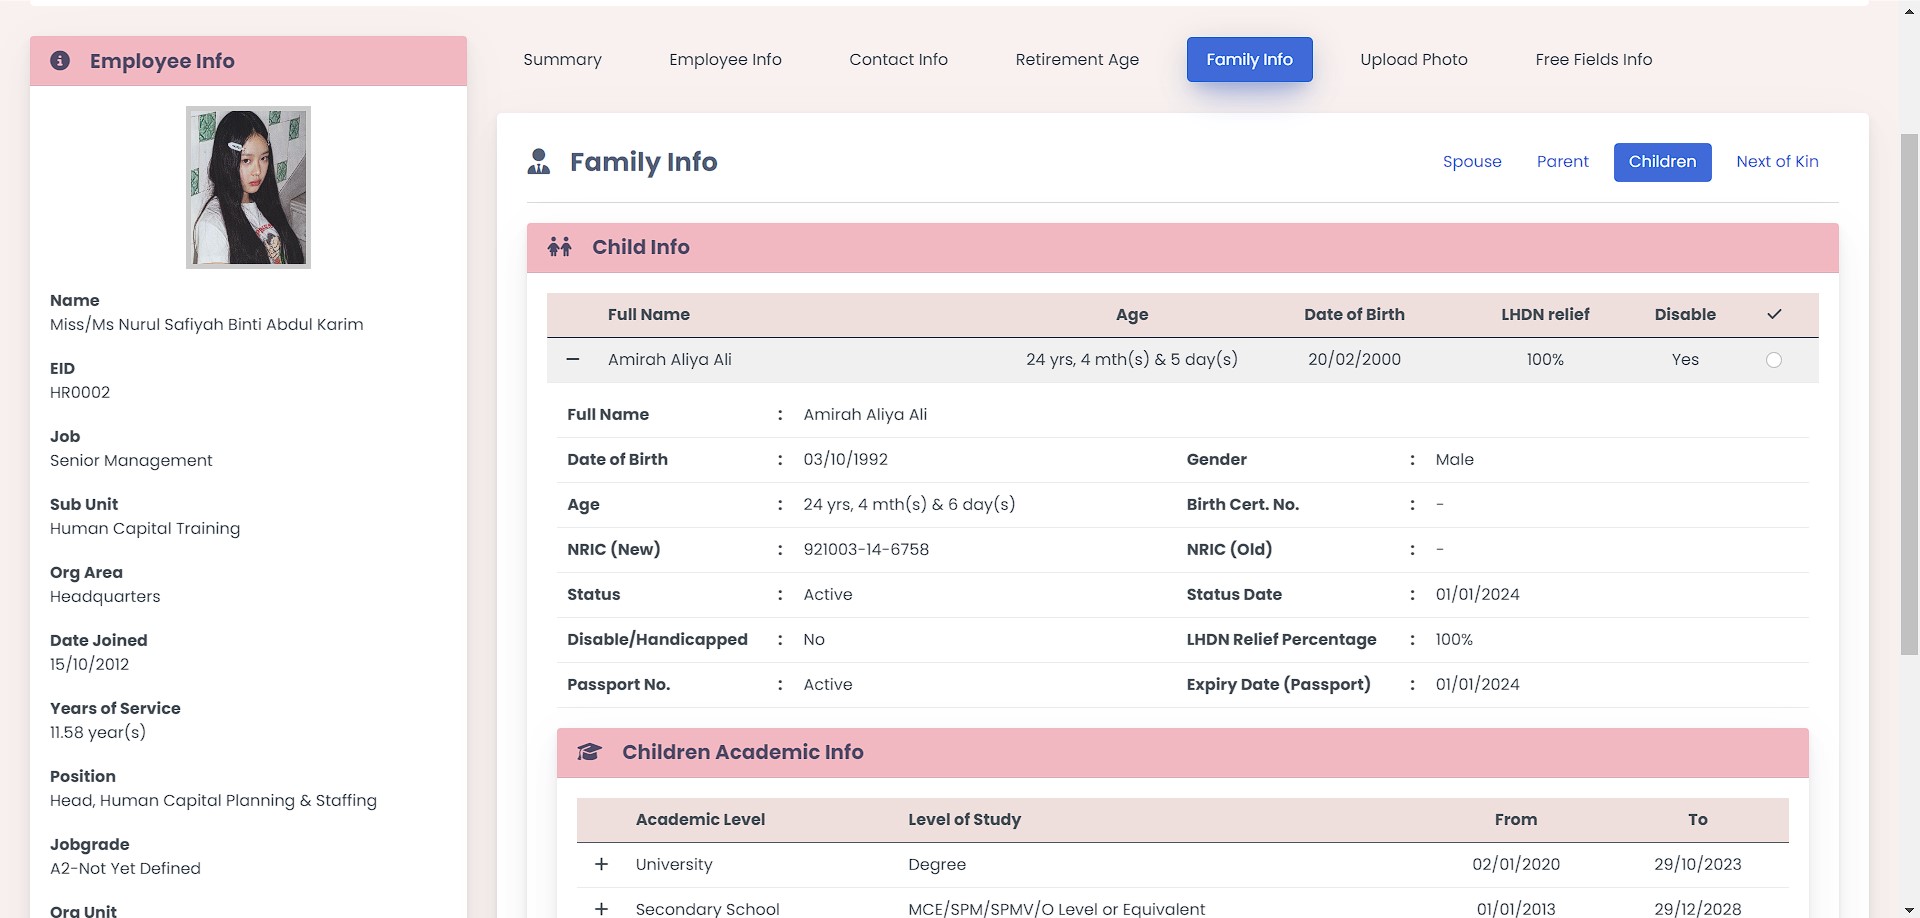 Employee Info
Name
Miss/Ms Nurul Safiyah Binti Abdul Karim
EID
HR0002
Job
Senior Management
Sub Unit
Human Capital Training
Org Area
Headquarters
Date Joined
15/10/2012
Years of Service
11.58 year(s)
Position
Head, Human Capital Planning & Staffing
Jobgrade
A2-Not Yet Defined
Org Unit
Summary Employee Info Contact Info Retirement Age Family Info Upload Photo Free Fields Info
Family Info Spouse Parent Children Next of Kin
Child Info
Full Name Age Date of Birth LHDN relief Disable
Amirah Aliya Ali 24 yrs, 4 mth(s) & 5 day(s) 20/02/2000 100% Yes
Full Name : Amirah Aliya Ali
Date of Birth : 03/10/1992 Gender : Male
Age : 24 yrs, 4 mth(s) & 6 day(s) Birth Cert. No. : -
NRIC (New) : 921003-14-6758 NRIC (Old) : -
Status : Active Status Date : 01/01/2024
Disable/Handicapped : No LHDN Relief Percentage : 100%
Passport No. : Active Expiry Date (Passport) : 01/01/2024
Children Academic Info
Academic Level Level of Study From To
+ University Degree 02/01/2020 29/10/2023
+ Secondary School MCE/SPM/SPMV/O Level or Equivalent 01/01/2013 29/12/2028